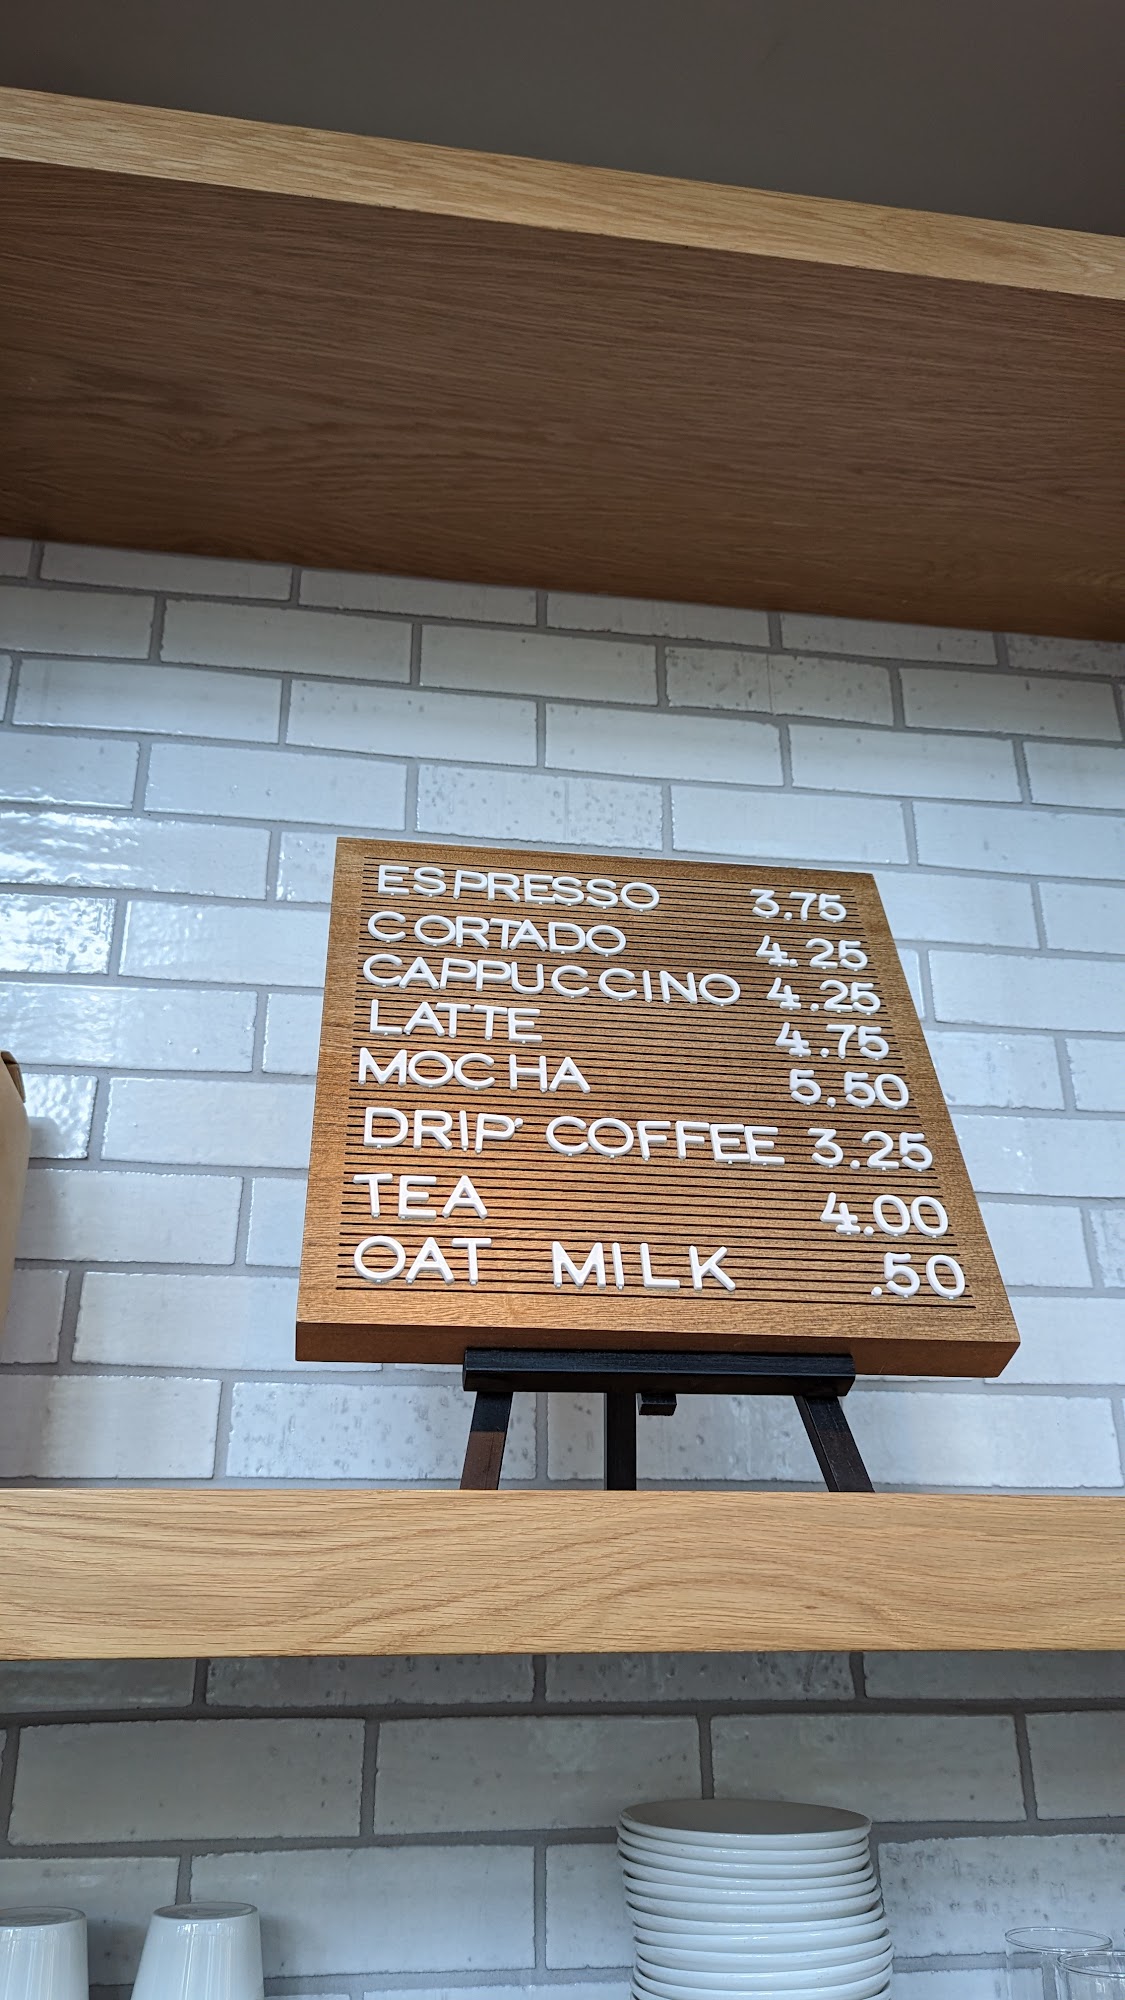 ESPRESSO 3.75
CORTADO 4.25
CAPPUCCINO 4.25
LATTE 4.75
MOCHA 5.50
DRIP' COFFEE 3.25
TEA 4.00
OAT MILK .50